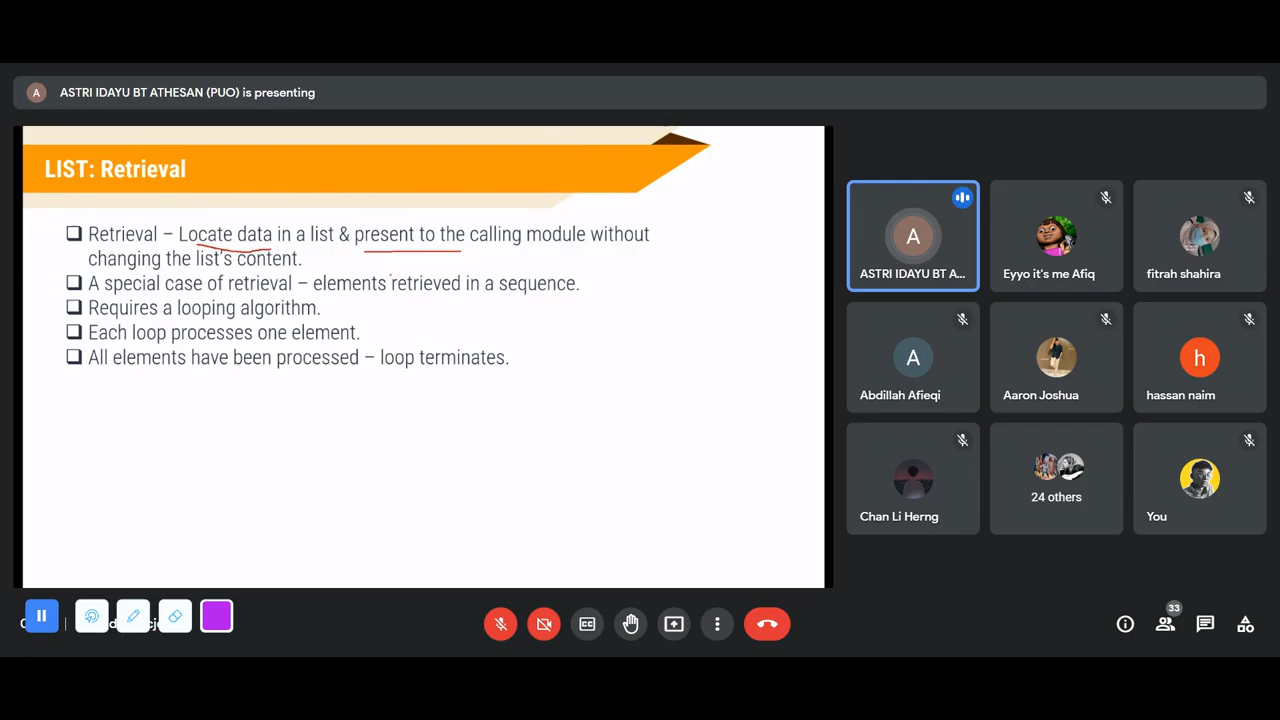 A
ASTRI IDAYU BT ATHESAN (PUO) is presenting
LIST: Retrieval
Retrieval – Locate data in a list & present to the calling module without
changing the list's content.
A special case of retrieval – elements retrieved in a sequence.
Requires a looping algorithm.
Each loop processes one element.
All elements have been processed – loop terminates.
A
ASTRI IDAYU BT A...
Eyyo it's me Afiq
fitrah shahira
A
Abdillah Afieqi
Aaron Joshua
h
hassan naim
Chan Li Herng
24 others
You
CC
33